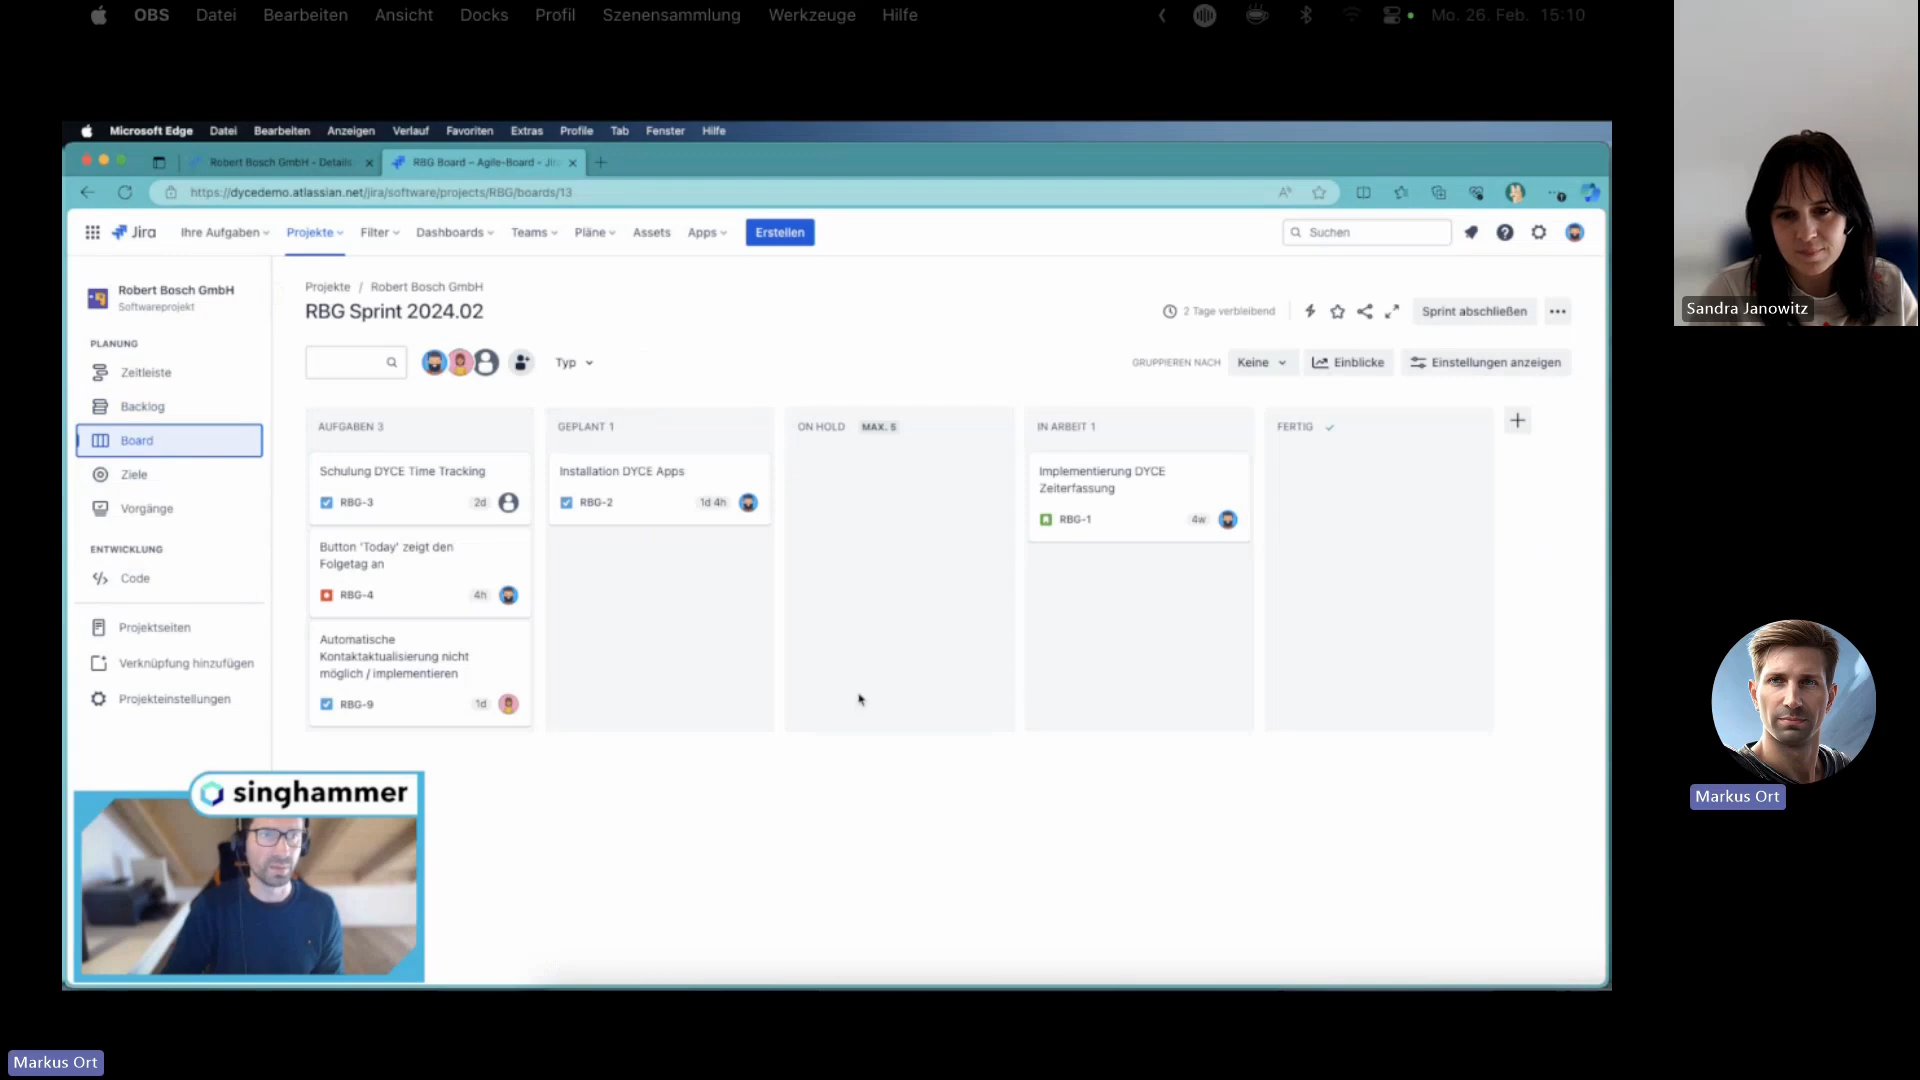 OBS Datei Bearbeiten Ansicht Docks Profil Szenensammlung Werkzeuge Hilfe
Mo. 26. Feb. 15:10
Microsoft Edge Datei Bearbeiten Anzeigen Verlauf Favoriten Extras Profile Tab Fenster Hilfe
Robert Bosch GmbH - Details
RBG Board – Agile-Board - Jir
https://dycedemo.atlassian.net/jira/software/projects/RBG/boards/13
Jira Ihre Aufgaben Projekte Filter Dashboards Teams Pläne Assets Apps Erstellen
Suchen
Robert Bosch GmbH
Softwareprojekt
PLANUNG
Zeitleiste
Backlog
Board
Ziele
Vorgänge
ENTWICKLUNG
Code
Projektseiten
Verknüpfung hinzufügen
Projekteinstellungen
Projekte / Robert Bosch GmbH
RBG Sprint 2024.02
2 Tage verbleibend
Sprint abschließen
Typ
GRUPPIEREN NACH Keine Einblicke Einstellungen anzeigen
AUFGABEN 3
Schulung DYCE Time Tracking
RBG-3 2d
Button 'Today' zeigt den
Folgetag an
RBG-4 4h
Automatische
Kontaktaktualisierung nicht
möglich / implementieren
RBG-9 1d
GEPLANT 1
Installation DYCE Apps
RBG-2 1d 4h
ON HOLD MAX. 5
IN ARBEIT 1
Implementierung DYCE
Zeiterfassung
RBG-1 4w
FERTIG
singhammer
Sandra Janowitz
Markus Ort
Markus Ort